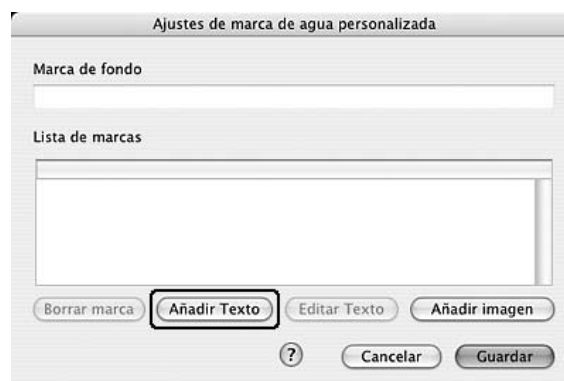 Ajustes de marca de agua personalizada
Marca de fondo
Lista de marcas
Borrar marca Añadir Texto Editar Texto Añadir imagen
? Cancelar Guardar